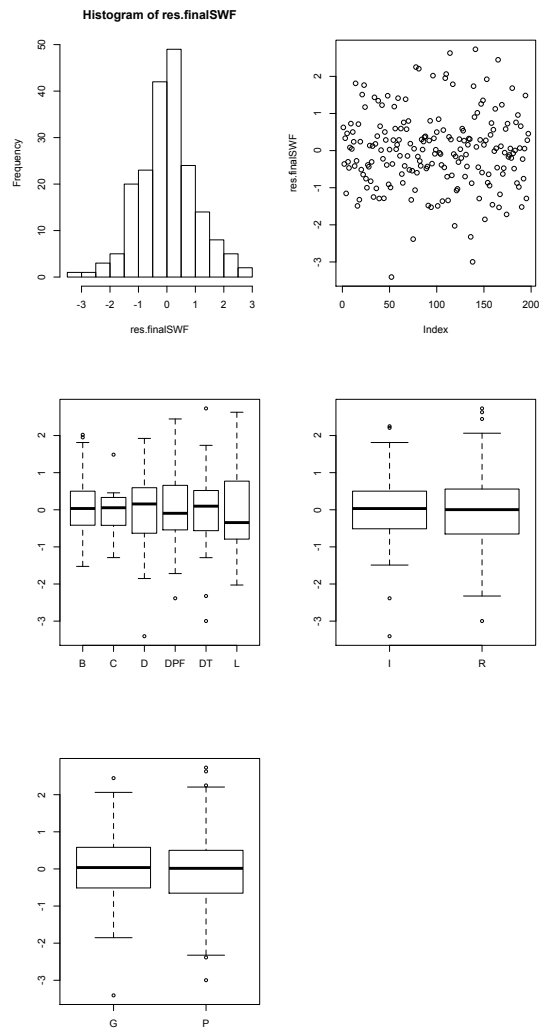 Histogram of res.finalSWF
Frequency
0 10 20 30 40 50
-3 -2 -1 0 1 2 3
res.finalSWF
res.finalSWF
-3 -2 -1 0 1 2
0 50 100 150 200
Index
-3 -2 -1 0 1 2
B C D DPF DT L
-3 -2 -1 0 1 2
I R
-3 -2 -1 0 1 2
G P